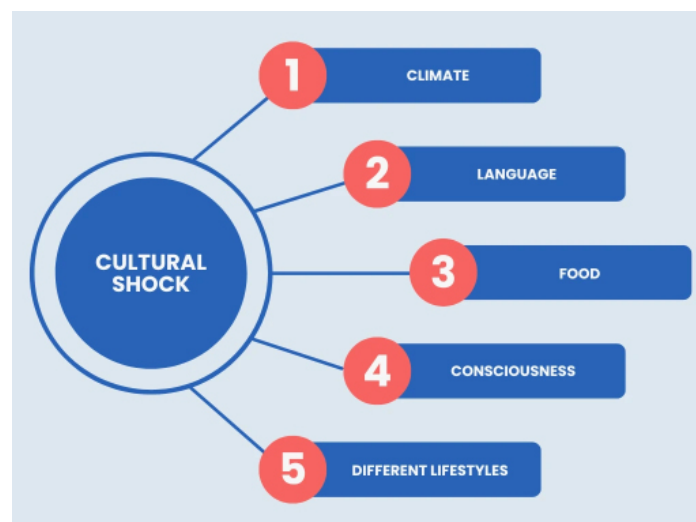 CULTURAL
SHOCK
1
CLIMATE
2
LANGUAGE
3
FOOD
4
CONSCIOUSNESS
5
DIFFERENT LIFESTYLES